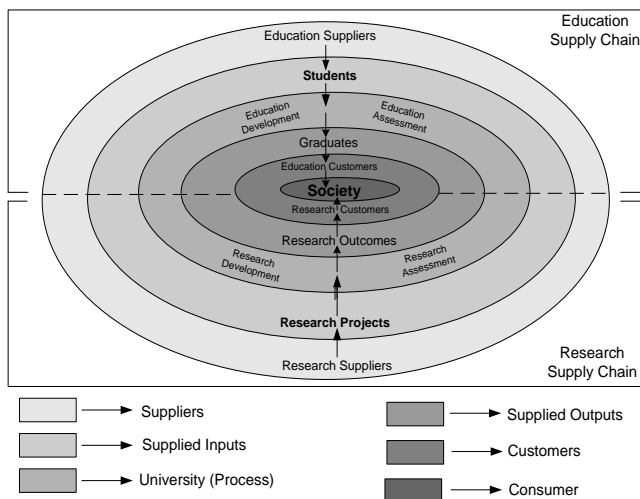 Education
Supply Chain
Education Suppliers
Students
Education
Development
Education
Assessment
Graduates
Education Customers
Society
Research Customers
Research Outcomes
Research
Development
Research
Assessment
Research Projects
Research Suppliers
Research
Supply Chain
Suppliers
Supplied Inputs
University (Process)
Supplied Outputs
Customers
Consumer